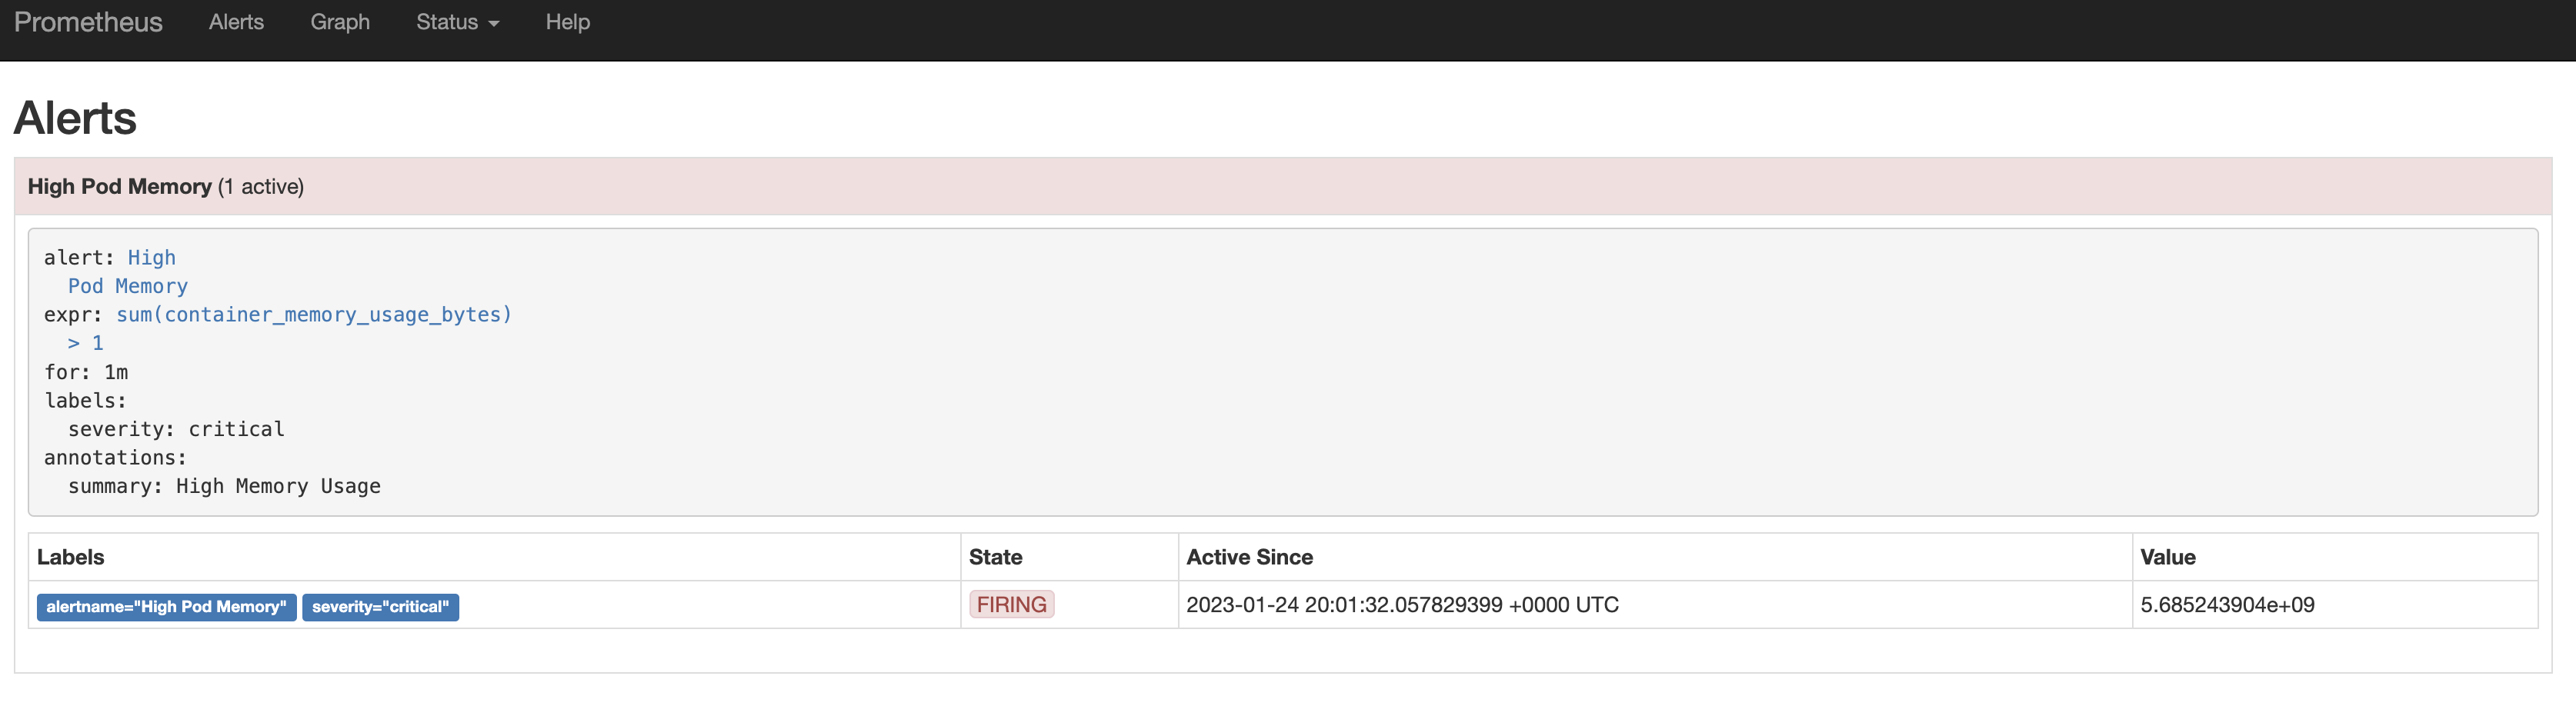 Prometheus Alerts Graph Status Help
Alerts
High Pod Memory (1 active)
alert: High
Pod Memory
expr: sum(container_memory_usage_bytes)
> 1
for: 1m
labels:
severity: critical
annotations:
summary: High Memory Usage
Labels State Active Since Value
alertname="High Pod Memory" severity="critical" FIRING 2023-01-24 20:01:32.057829399 +0000 UTC 5.685243904e+09